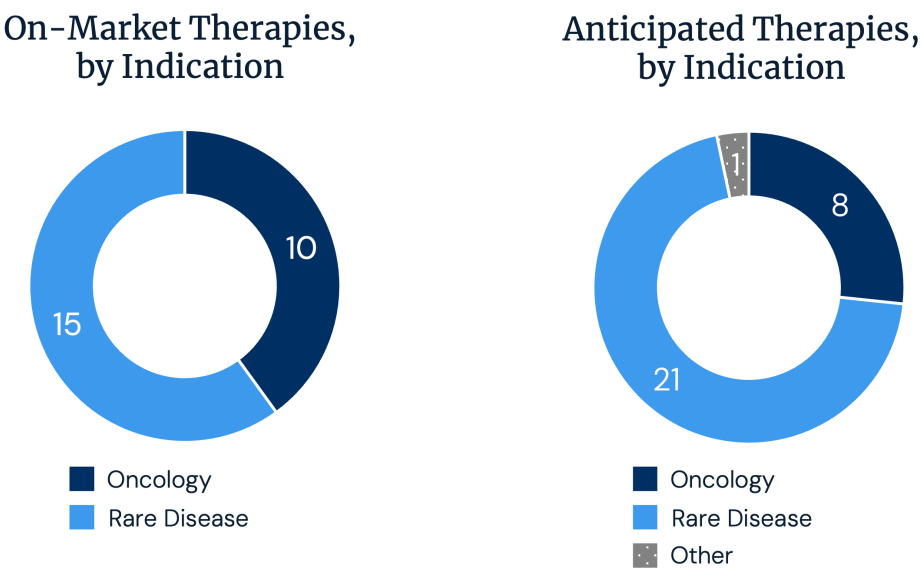 On-Market Therapies,
by Indication
10
15
Oncology
Rare Disease
Anticipated Therapies,
by Indication
1
8
21
Oncology
Rare Disease
Other